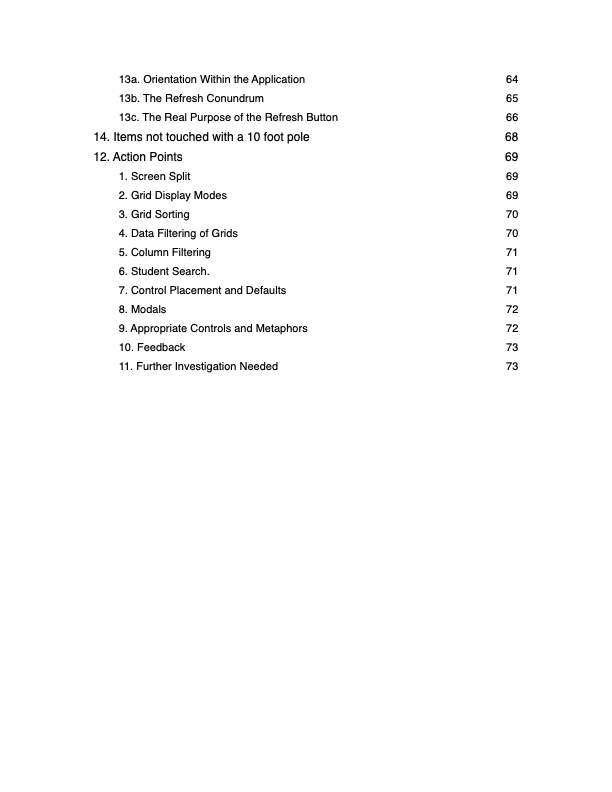 13a. Orientation Within the Application 64
13b. The Refresh Conundrum 65
13c. The Real Purpose of the Refresh Button 66
14. Items not touched with a 10 foot pole 68
12. Action Points 69
1. Screen Split 69
2. Grid Display Modes 69
3. Grid Sorting 70
4. Data Filtering of Grids 70
5. Column Filtering 71
6. Student Search. 71
7. Control Placement and Defaults 71
8. Modals 72
9. Appropriate Controls and Metaphors 72
10. Feedback 73
11. Further Investigation Needed 73